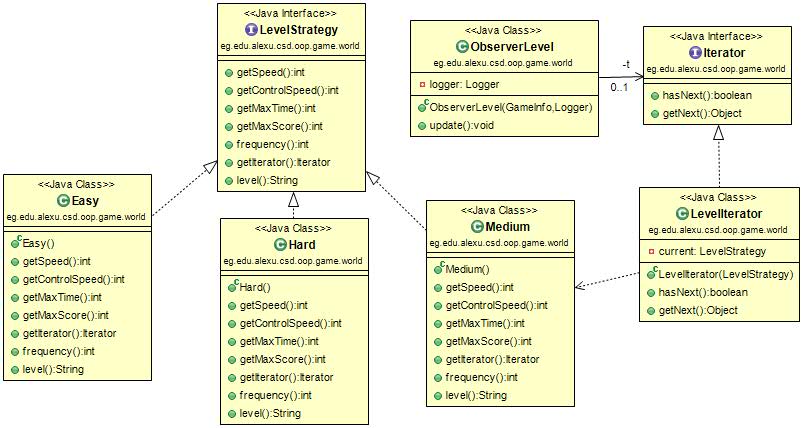 <<Java Interface>>
LevelStrategy
eg.edu.alexu.csd.oop.game.world
getSpeed():int
getControlSpeed():int
getMaxTime():int
getMaxScore():int
frequency():int
getIterator():Iterator
level():String
<<Java Class>>
ObserverLevel
eg.edu.alexu.csd.oop.game.world
logger: Logger
ObserverLevel(GameInfo,Logger)
update():void
-t
0..1
<<Java Interface>>
Iterator
eg.edu.alexu.csd.oop.game.world
hasNext():boolean
getNext():Object
<<Java Class>>
Easy
eg.edu.alexu.csd.oop.game.world
Easy()
getSpeed():int
getControlSpeed():int
getMaxTime():int
getMaxScore():int
getIterator():Iterator
frequency():int
level():String
<<Java Class>>
Hard
eg.edu.alexu.csd.oop.game.world
Hard()
getSpeed():int
getControlSpeed():int
getMaxTime():int
getMaxScore():int
getIterator():Iterator
frequency():int
level():String
<<Java Class>>
Medium
eg.edu.alexu.csd.oop.game.world
Medium()
getSpeed():int
getControlSpeed():int
getMaxTime():int
getMaxScore():int
getIterator():Iterator
frequency():int
level():String
<<Java Class>>
LevelIterator
eg.edu.alexu.csd.oop.game.world
current: LevelStrategy
LevelIterator(LevelStrategy)
hasNext():boolean
getNext():Object